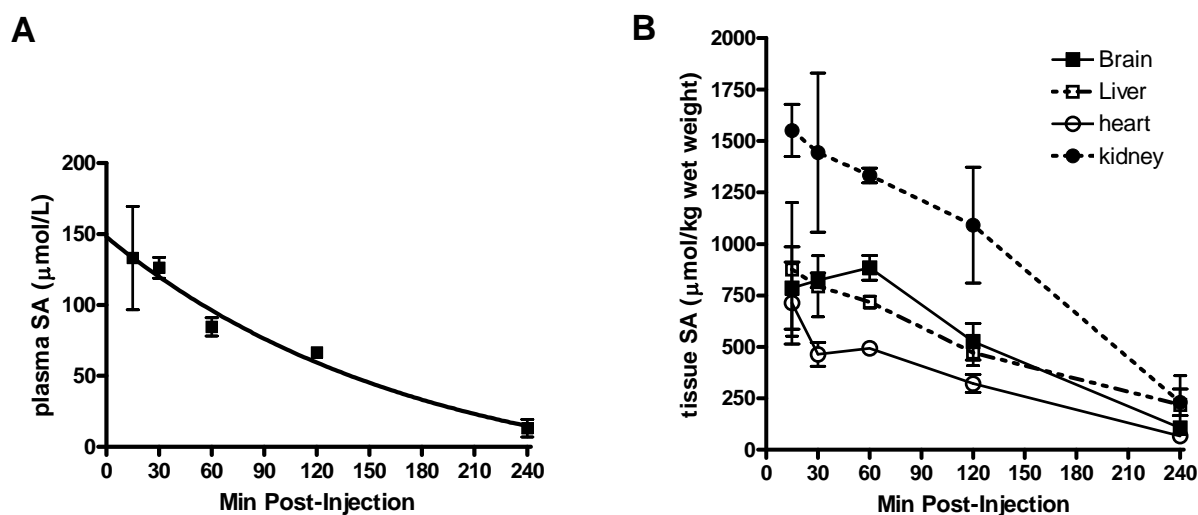 A
plasma SA (μmol/L)
200
150
100
50
0
0 30 60 90 120 150 180 210 240
Min Post-Injection
B
tissue SA (μmol/kg wet weight)
2000
1750
1500
1250
1000
750
500
250
0
0 30 60 90 120 150 180 210 240
Min Post-Injection
Brain
Liver
heart
kidney